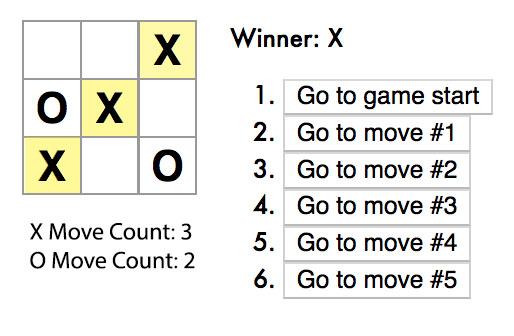 X
O X
X O
X Move Count: 3
O Move Count: 2
Winner: X
1. Go to game start
2. Go to move #1
3. Go to move #2
4. Go to move #3
5. Go to move #4
6. Go to move #5